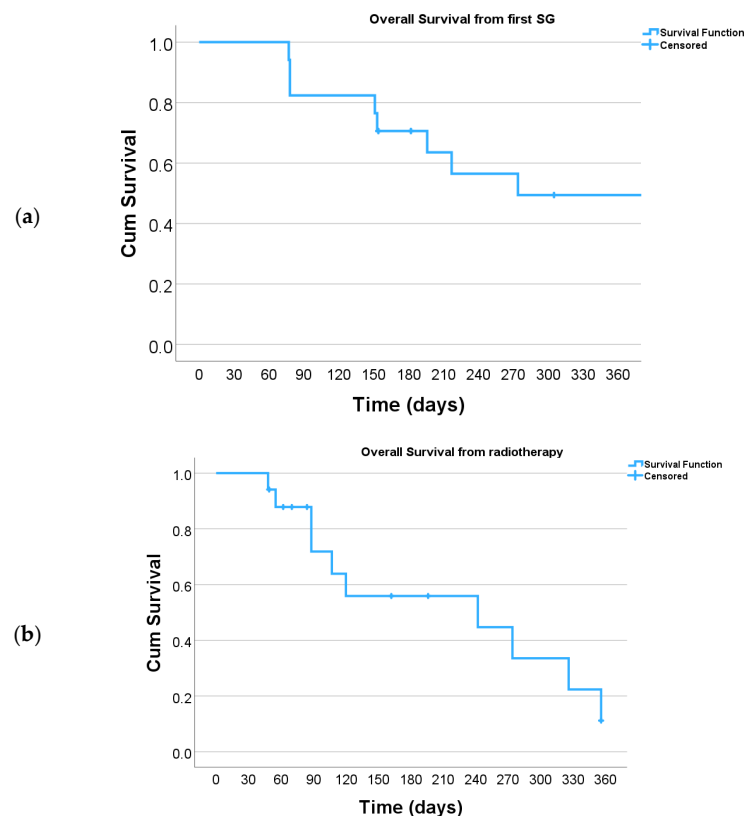 Overall Survival from first SG
Survival Function
Censored
1.0
0.8
0.6
0.4
0.2
0.0
Cum Survival
(a)
0 30 60 90 120 150 180 210 240 270 300 330 360
Time (days)
Overall Survival from radiotherapy
Survival Function
Censored
1.0
0.8
0.6
0.4
0.2
0.0
Cum Survival
(b)
0 30 60 90 120 150 180 210 240 270 300 330 360
Time (days)